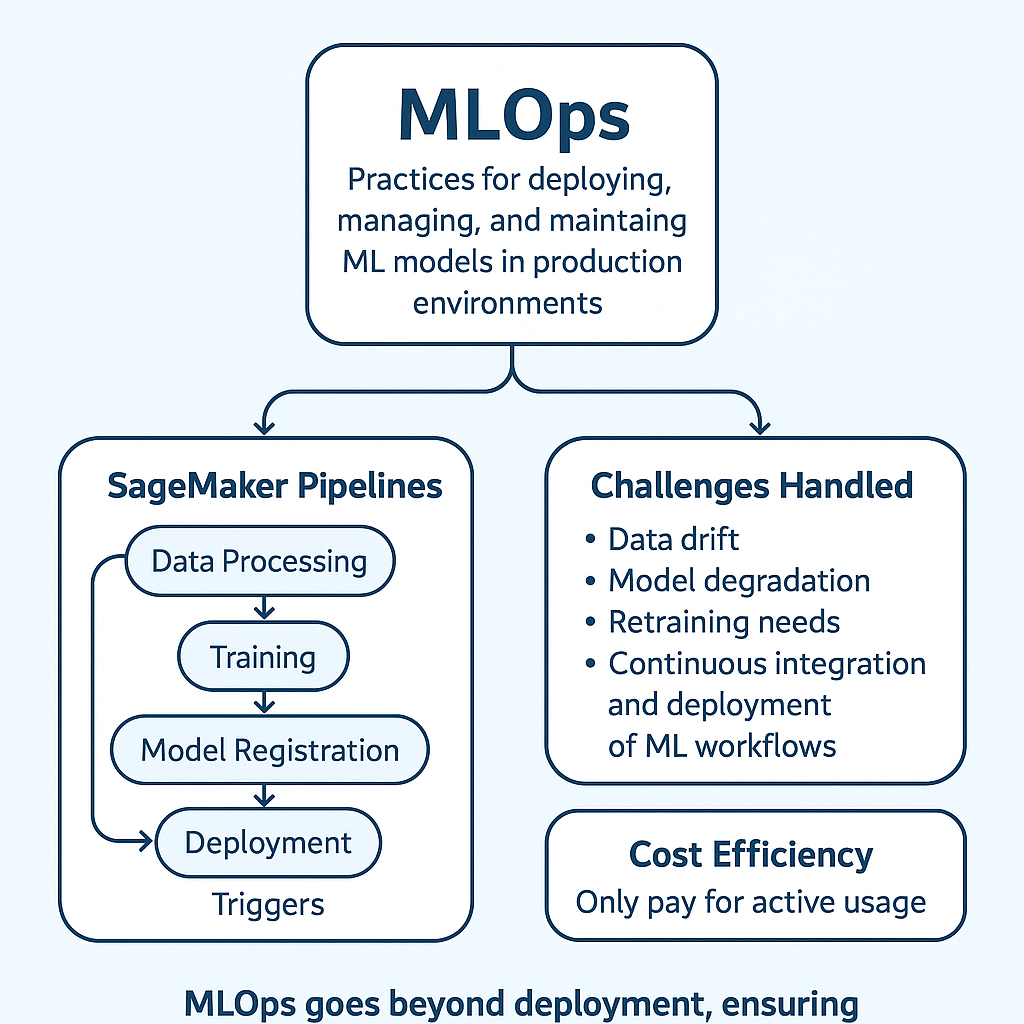 MLOps
Practices for deploying,
managing, and maintaing
ML models in production
environments
SageMaker Pipelines
Data Processing
Training
Model Registration
Deployment
Triggers
Challenges Handled
• Data drift
• Model degradation
• Retraining needs
• Continuous integration
and deployment
of ML workflows
Cost Efficiency
Only pay for active usage
MLOps goes beyond deployment, ensuring